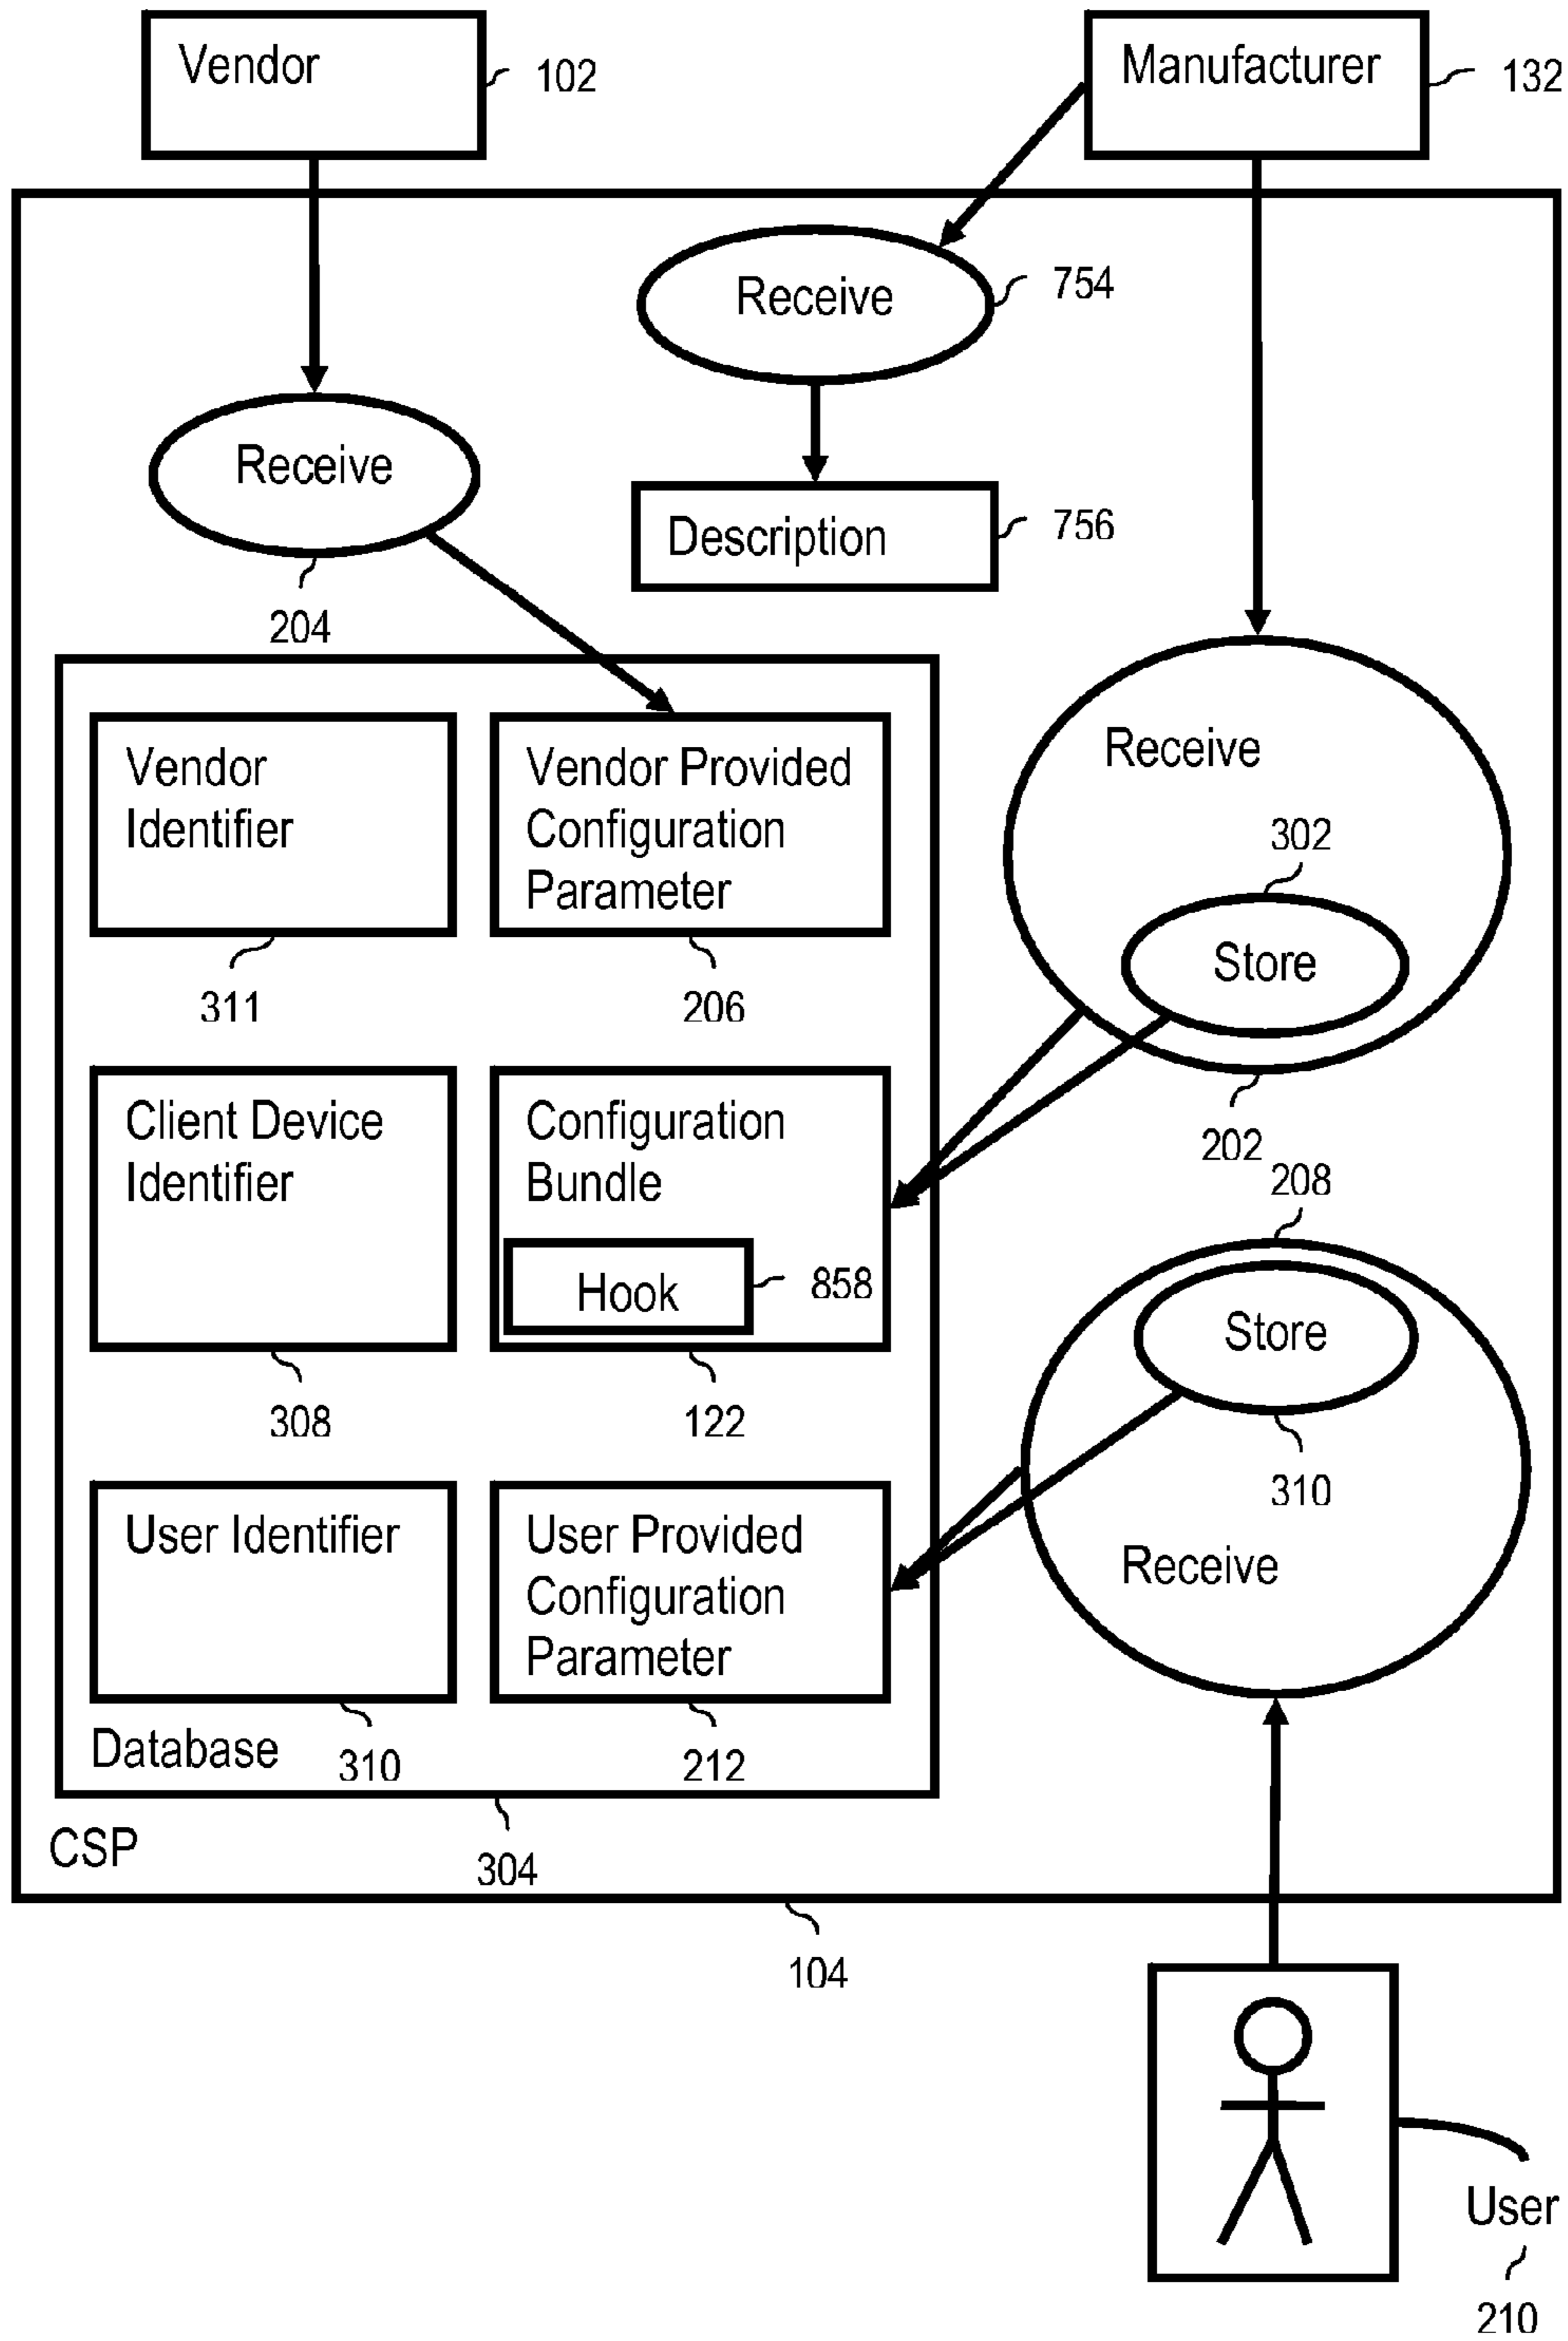 Vendor
102
Manufacturer
132
Receive
754
Receive
204
Description
756
Vendor
Identifier
311
Vendor Provided
Configuration
Parameter
206
Receive
302
Store
202
Client Device
Identifier
308
Configuration
Bundle
Hook
858
122
208
Store
310
Receive
User Identifier
310
User Provided
Configuration
Parameter
212
Database
304
CSP
104
User
210